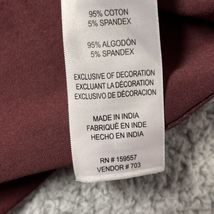 95% COTON
5% SPANDEX
95% ALGODÓN
5% SPANDEX
EXCLUSIVE OF DECORATION
EXCLUANT LA DÉCORATION
EXCLUSIVO DE DECORACIÓN
MADE IN INDIA
FABRIQUÉ EN INDE
HECHO EN INDIA
RN # 159557
VENDOR # 703